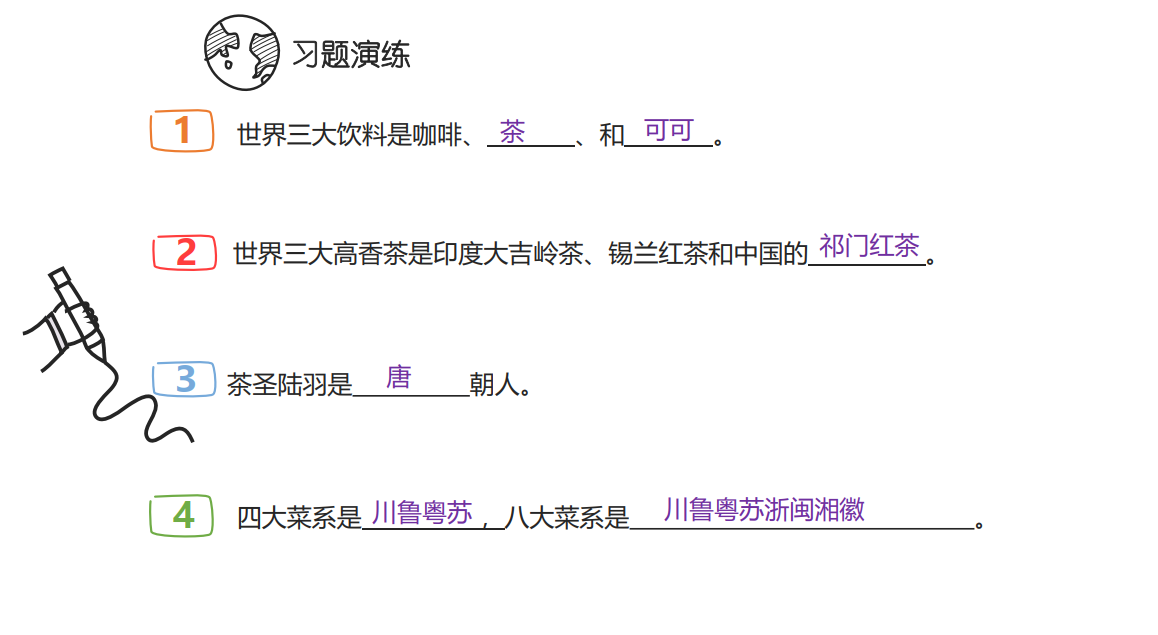 习题演练
1 世界三大饮料是咖啡、茶、和可可。
2 世界三大高香茶是印度大吉岭茶、锡兰红茶和中国的祁门红茶。
3 茶圣陆羽是唐朝人。
4 四大菜系是川鲁粤苏，八大菜系是川鲁粤苏浙闽湘徽。